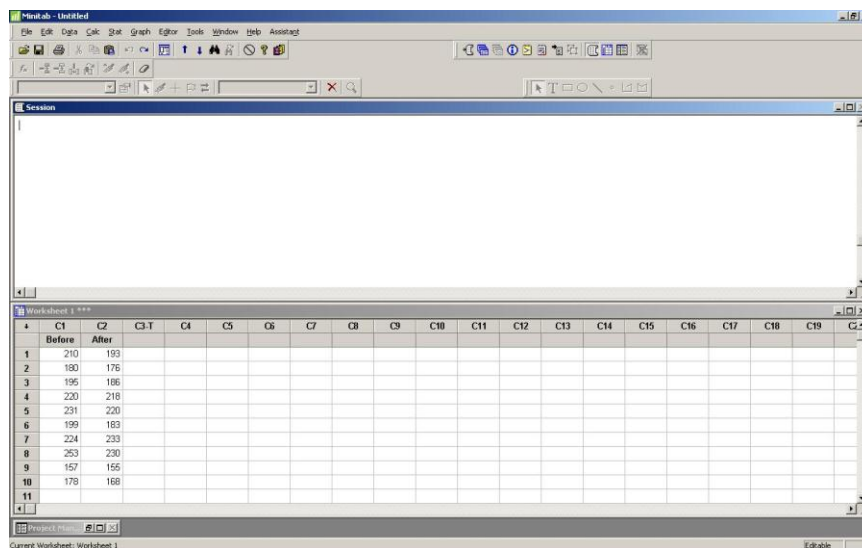 Minitab - Untitled
File Edit Data Calc Stat Graph Editor Tools Window Help Assistant
Session
Worksheet 1 ***
C1 C2 C3-T C4 C5 C6 C7 C8 C9 C10 C11 C12 C13 C14 C15 C16 C17 C18 C19
Before After
1 210 193
2 180 176
3 195 186
4 220 218
5 231 220
6 199 183
7 224 233
8 253 230
9 157 155
10 178 168
11
Project Man...
Current Worksheet: Worksheet 1 Editable